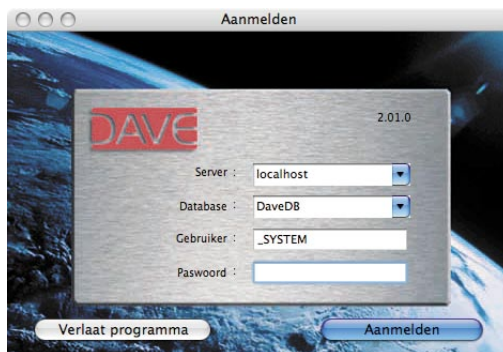 Aanmelden
DAVE
2.01.0
Server :
localhost
Database :
DaveDB
Gebruiker :
_SYSTEM
Paswoord :
Verlaat programma
Aanmelden